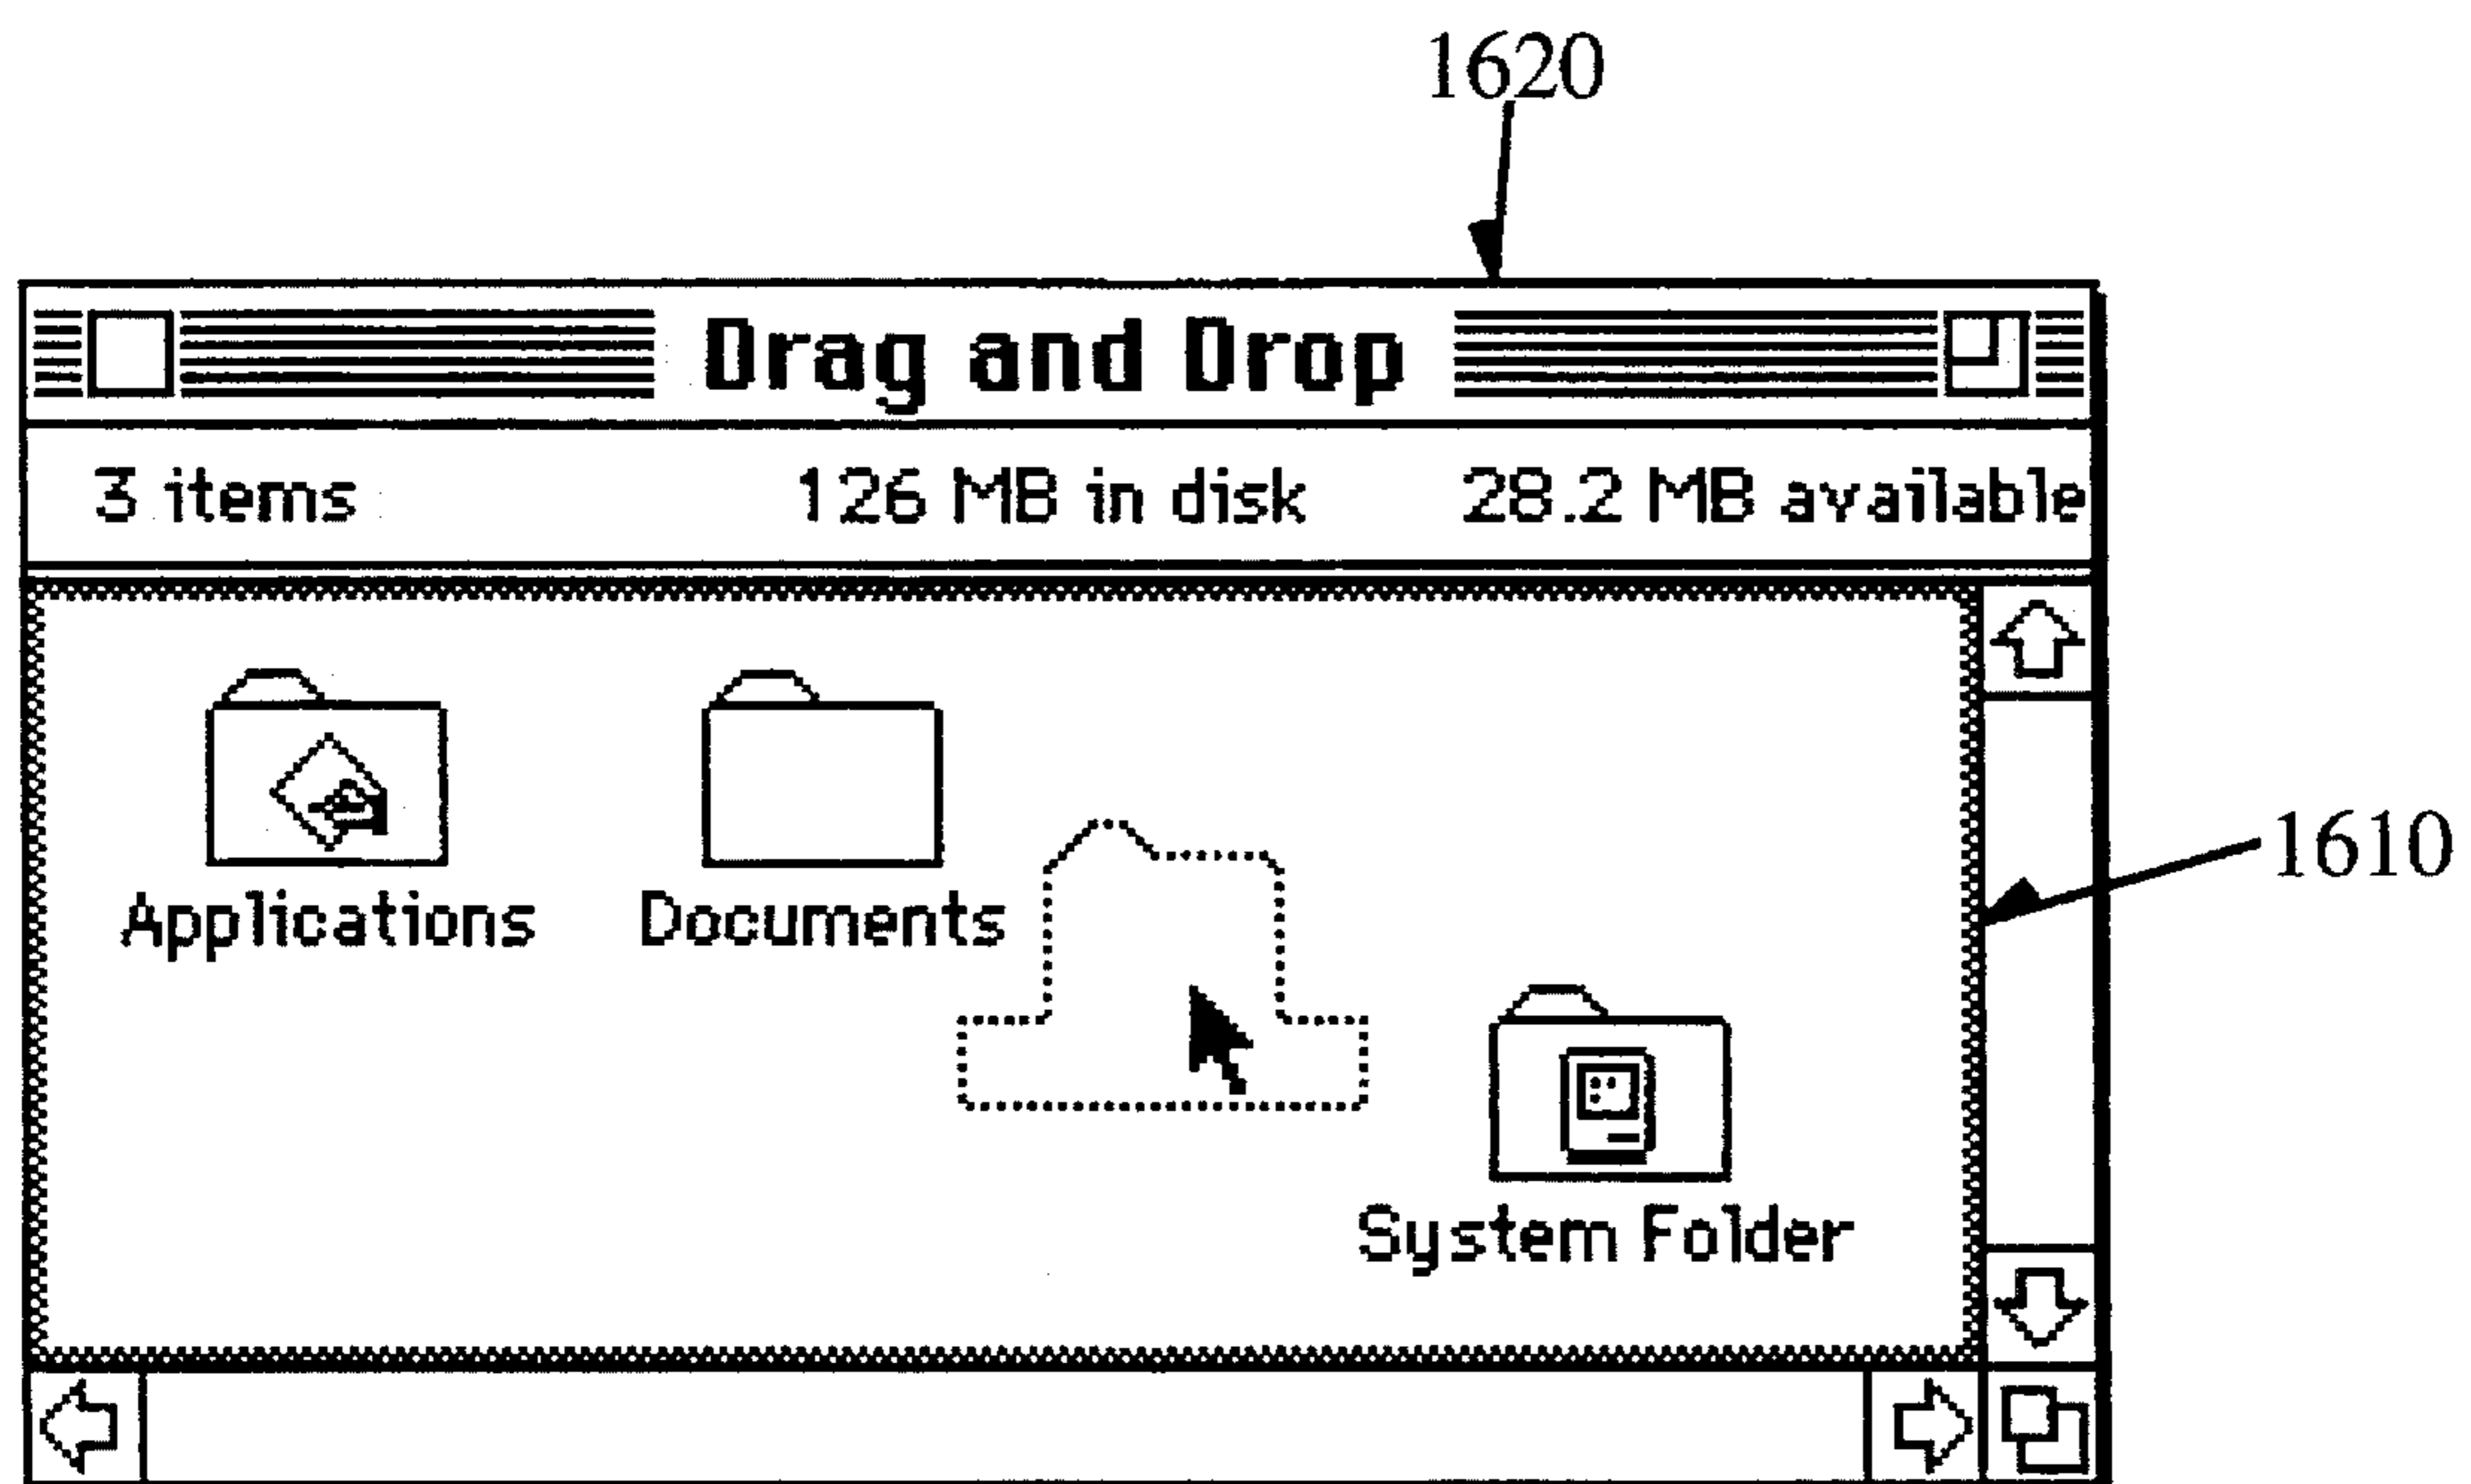 1620
Drag and Drop
3 items 126 MB in disk 28.2 MB available
1610
Applications Documents
System Folder